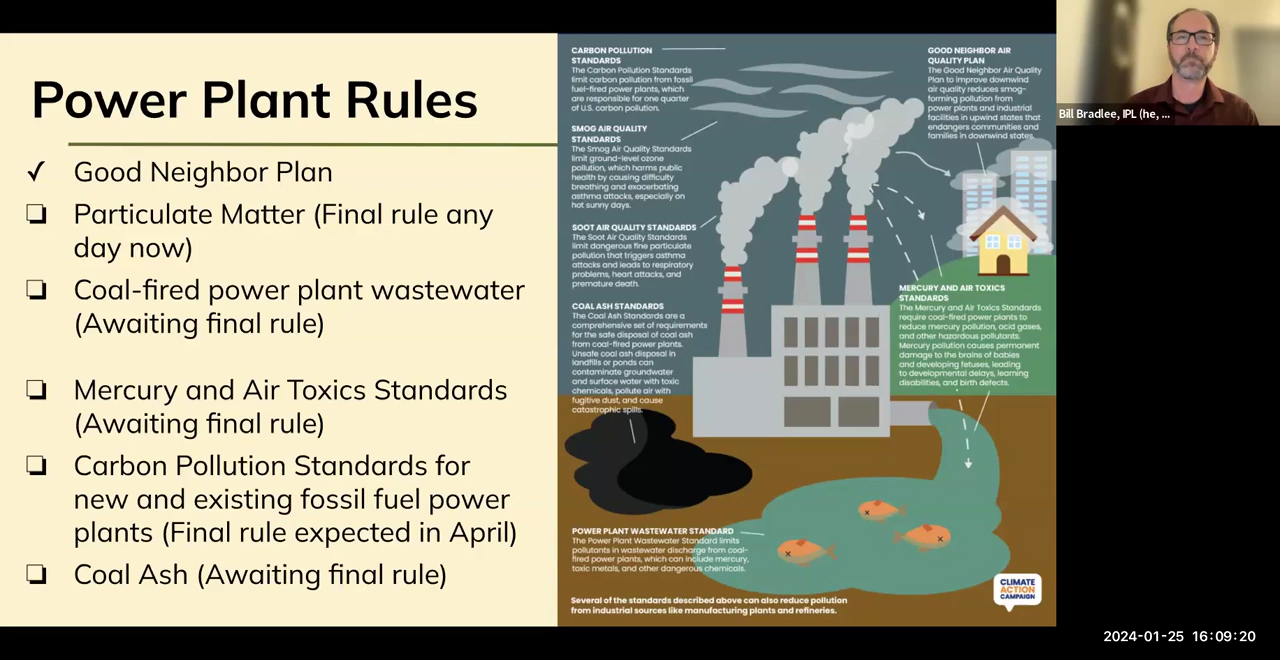 Power Plant Rules
✓ Good Neighbor Plan
❏ Particulate Matter (Final rule any
day now)
❏ Coal-fired power plant wastewater
(Awaiting final rule)
❏ Mercury and Air Toxics Standards
(Awaiting final rule)
❏ Carbon Pollution Standards for
new and existing fossil fuel power
plants (Final rule expected in April)
❏ Coal Ash (Awaiting final rule)
CARBON POLLUTION
STANDARDS
The Carbon Pollution Standards
limit carbon pollution from fossil
fuel-fired power plants, which
are responsible for one quarter
of U.S. carbon pollution.
SMOG AIR QUALITY
STANDARDS
The Smog Air Quality Standards
limit ground-level ozone
pollution, which harms public
health by causing difficulty
breathing and exacerbating
asthma attacks, especially on
hot sunny days.
SOOT AIR QUALITY STANDARDS
The Soot Air Quality Standards
limit dangerous fine particulate
pollution that triggers asthma
attacks and leads to respiratory
problems, heart attacks, and
premature death.
COAL ASH STANDARDS
The Coal Ash Standards are a
comprehensive set of requirements
for the safe disposal of coal ash
from coal-fired power plants.
Unsafe coal ash disposal in
landfills or ponds can
contaminate groundwater
and surface water with toxic
chemicals, pollute air with
fugitive dust, and cause
catastrophic spills.
GOOD NEIGHBOR AIR
QUALITY PLAN
The Good Neighbor Air Quality
Plan to improve downwind
air quality reduces smog-
forming pollution from
power plants and industrial
facilities in upwind states that
endangers communities and
families in downwind states.
MERCURY AND AIR TOXICS
STANDARDS
The Mercury and Air Toxics Standards
require coal-fired power plants to
reduce mercury pollution, acid gases,
and other hazardous pollutants.
Mercury pollution causes permanent
damage to the brains of babies
and developing fetuses, leading
to developmental delays, learning
disabilities, and birth defects.
POWER PLANT WASTEWATER STANDARD
The Power Plant Wastewater Standard limits
pollutants in wastewater discharge from coal-
fired power plants, which can include mercury,
toxic metals, and other dangerous chemicals.
Several of the standards described above can also reduce pollution
from industrial sources like manufacturing plants and refineries.
CLIMATE
ACTION
CAMPAIGN
Bill Bradlee, IPL (he, ...
2024-01-25 16:09:20